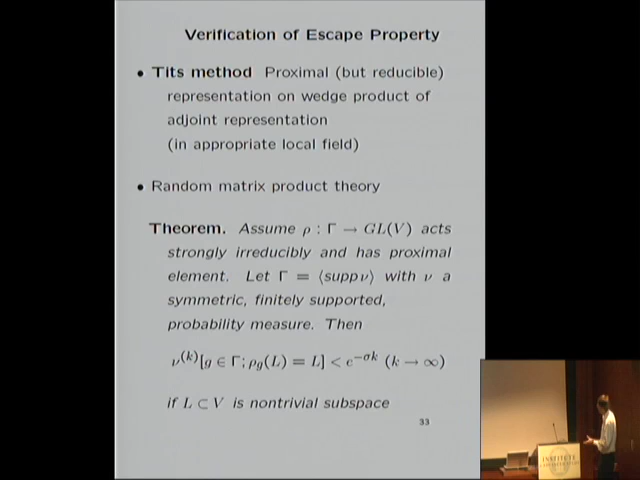 Verification of Escape Property
• Tits method Proximal (but reducible)
representation on wedge product of
adjoint representation
(in appropriate local field)
• Random matrix product theory
Theorem. Assume ρ : Γ → GL(V) acts
strongly irreducibly and has proximal
element. Let Γ = ⟨supp ν⟩ with ν a
symmetric, finitely supported,
probability measure. Then
ν^(k)[g ∈ Γ; ρ_g(L) = L] < e^−σk (k → ∞)
if L ⊂ V is nontrivial subspace
33
INSTITUTE